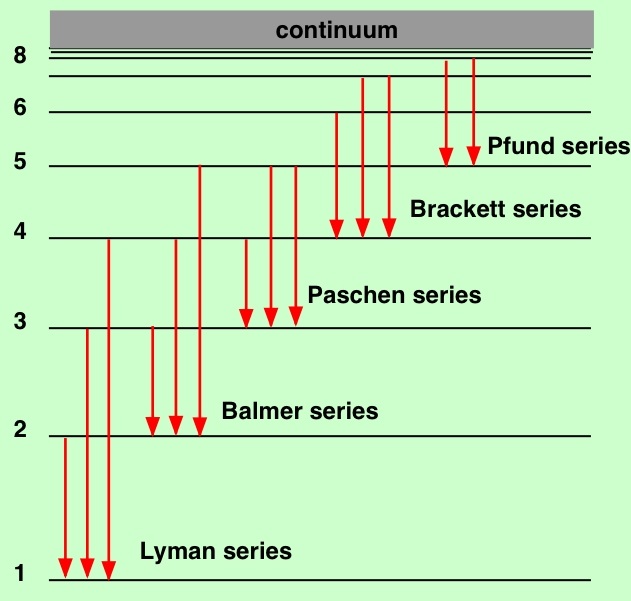 continuum
8
6
Pfund series
5
Brackett series
4
Paschen series
3
Balmer series
2
Lyman series
1